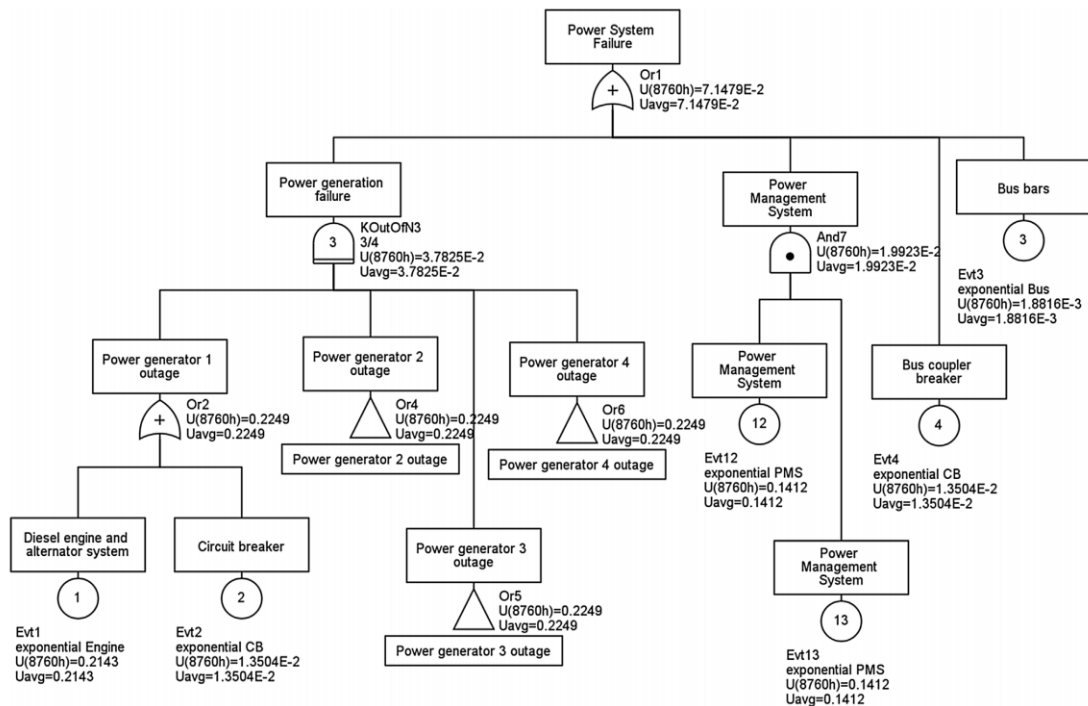 Power System
Failure
+
Or1
U(8760h)=7.1479E-2
Uavg=7.1479E-2
Power generation
failure
3
KOutOfN3
3/4
U(8760h)=3.7825E-2
Uavg=3.7825E-2
Power
Management
System
And7
U(8760h)=1.9923E-2
Uavg=1.9923E-2
Bus bars
3
Evt3
exponential Bus
U(8760h)=1.8816E-3
Uavg=1.8816E-3
Power generator 1
outage
+
Or2
U(8760h)=0.2249
Uavg=0.2249
Power generator 2
outage
Or4
U(8760h)=0.2249
Uavg=0.2249
Power generator 2 outage
Power generator 4
outage
Or6
U(8760h)=0.2249
Uavg=0.2249
Power generator 4 outage
Power
Management
System
12
Evt12
exponential PMS
U(8760h)=0.1412
Uavg=0.1412
Bus coupler
breaker
4
Evt4
exponential CB
U(8760h)=1.3504E-2
Uavg=1.3504E-2
Diesel engine and
alternator system
1
Evt1
exponential Engine
U(8760h)=0.2143
Uavg=0.2143
Circuit breaker
2
Evt2
exponential CB
U(8760h)=1.3504E-2
Uavg=1.3504E-2
Power generator 3
outage
Or5
U(8760h)=0.2249
Uavg=0.2249
Power generator 3 outage
Power
Management
System
13
Evt13
exponential PMS
U(8760h)=0.1412
Uavg=0.1412